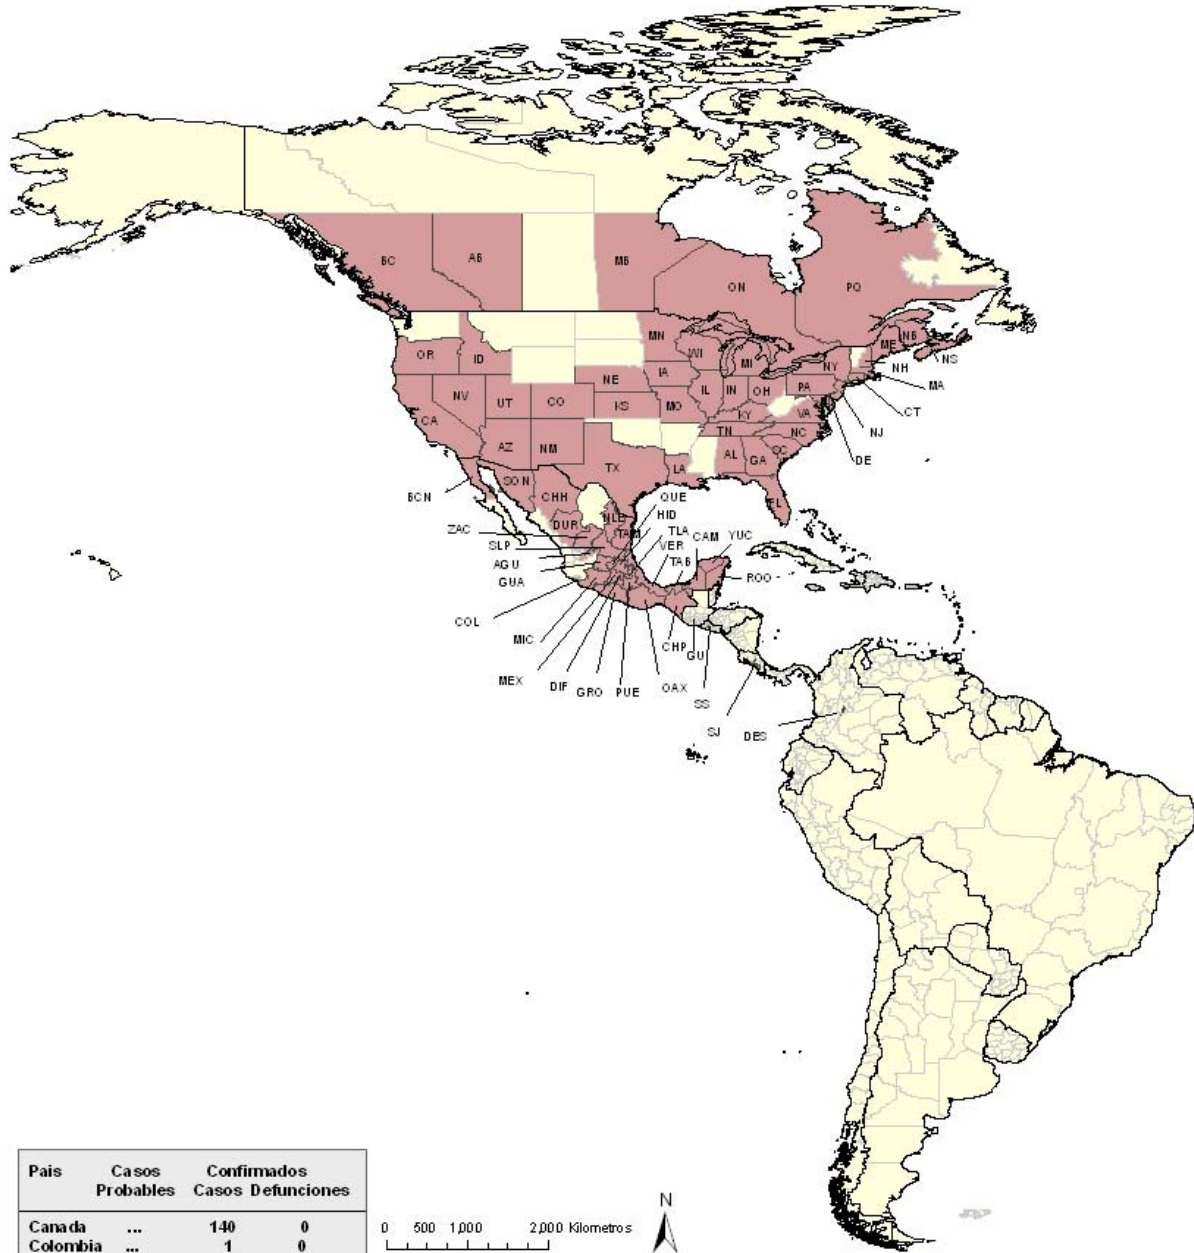 BC
AB
MB
ON
PQ
OR
ID
MN
WI
MI
NY
ME
NB
NS
NH
MA
CT
NJ
DE
NV
UT
CO
NE
IA
KS
MO
IL
IN
OH
PA
KY
VA
CA
AZ
NM
TX
TN
NC
SC
AL
GA
LA
FL
BCN
SON
CHH
DUR
NLE
TAM
ZAC
SLP
AGU
GUA
COL
QUE
HID
TLA
VER
CAM
TAB
YUC
ROO
MIC
MEX
DIF
GRO
PUE
OAX
CHP
GU
SS
SJ
DES
Pais Casos Confirmados
Probables Casos Defunciones
Canada ... 140 0
Colombia ... 1 0
0 500 1,000 2,000 Kilometros
N